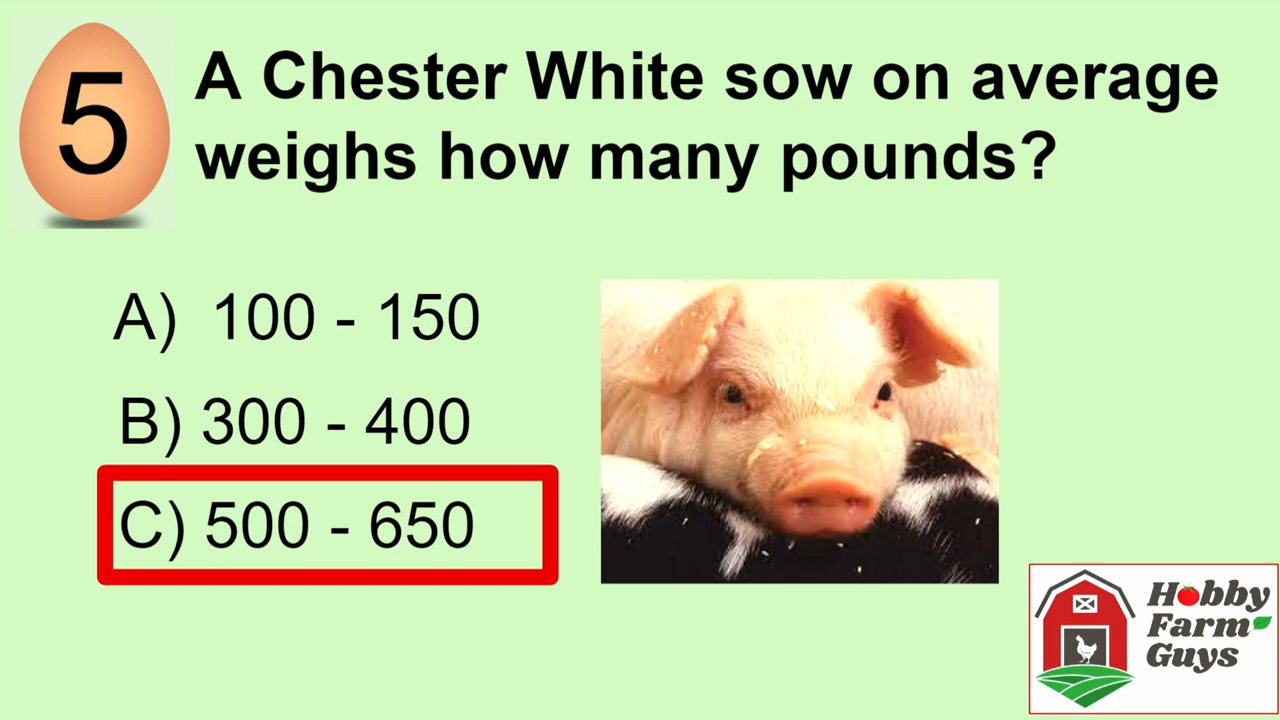 5
A Chester White sow on average
weighs how many pounds?
A) 100 - 150
B) 300 - 400
C) 500 - 650
Hobby
Farm
Guys